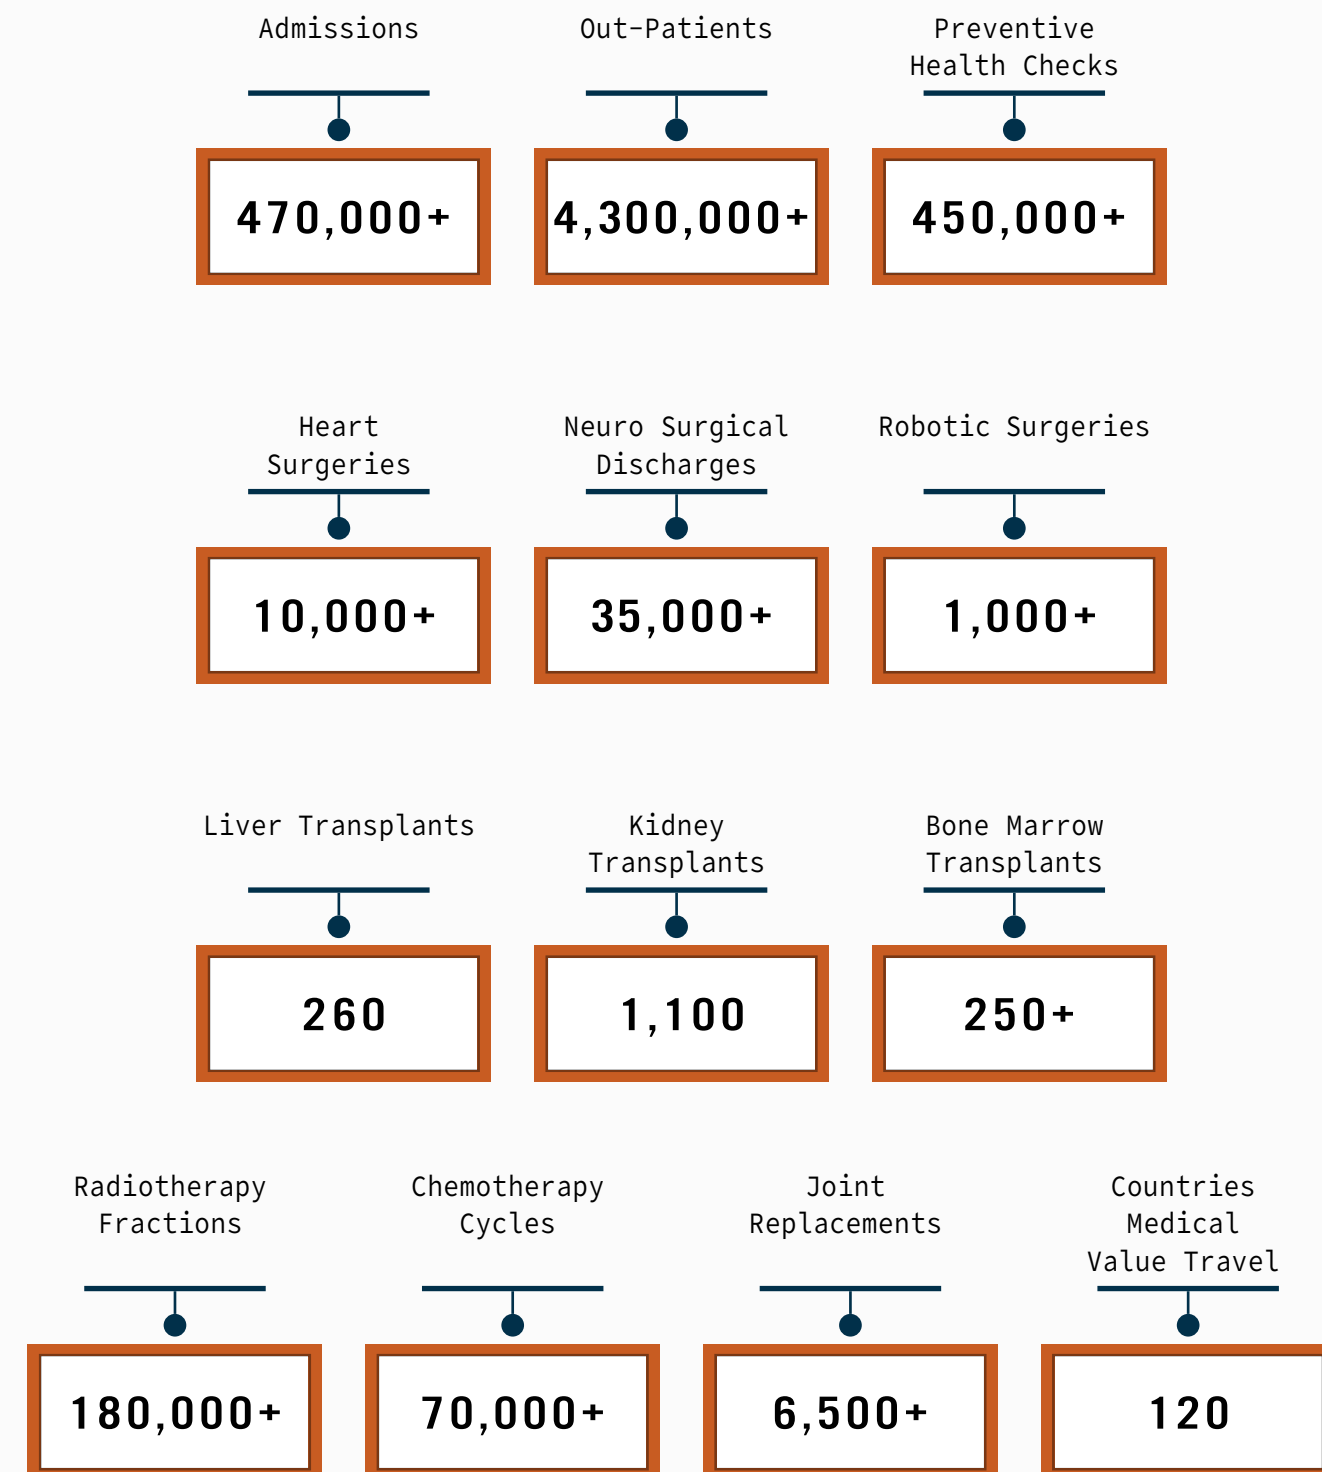 Admissions
Out-Patients
Preventive
Health Checks
470,000+
4,300,000+
450,000+
Heart
Surgeries
Neuro Surgical
Discharges
Robotic Surgeries
10,000+
35,000+
1,000+
Liver Transplants
Kidney
Transplants
Bone Marrow
Transplants
260
1,100
250+
Radiotherapy
Fractions
Chemotherapy
Cycles
Joint
Replacements
Countries
Medical
Value Travel
180,000+
70,000+
6,500+
120